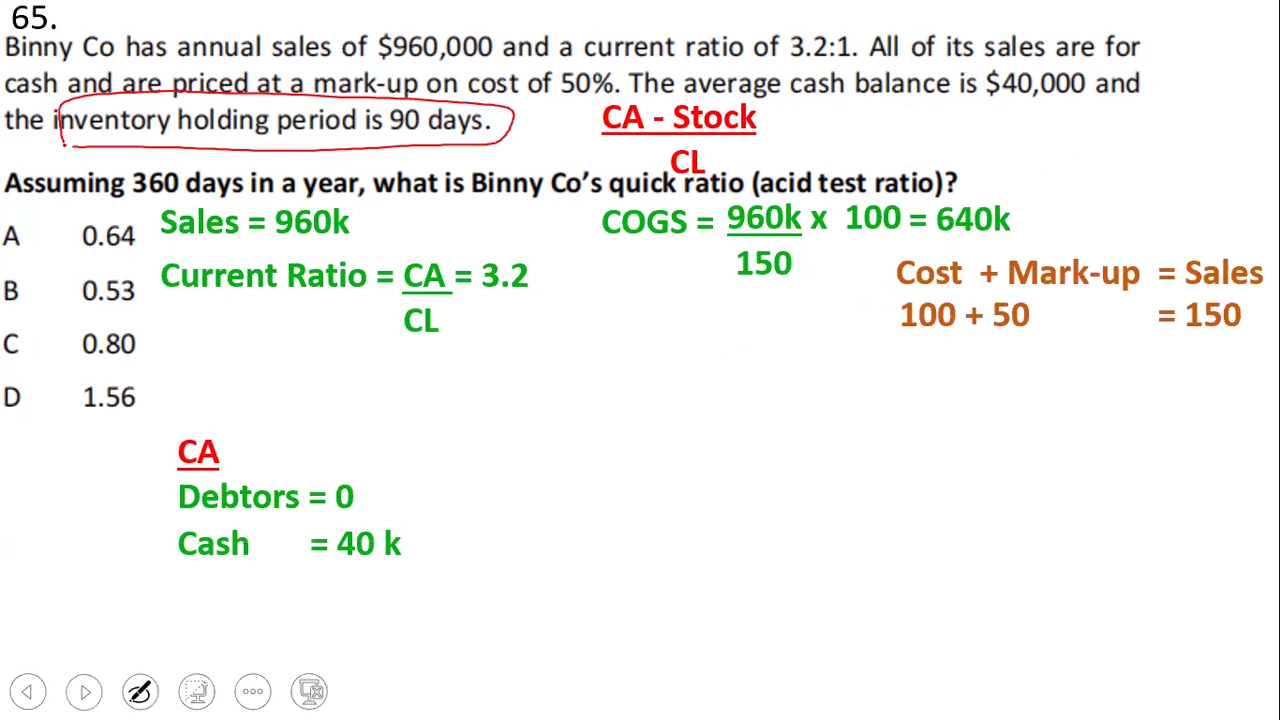 65.
Binny Co has annual sales of $960,000 and a current ratio of 3.2:1. All of its sales are for
cash and are priced at a mark-up on cost of 50%. The average cash balance is $40,000 and
the inventory holding period is 90 days.
CA - Stock
CL
Assuming 360 days in a year, what is Binny Co's quick ratio (acid test ratio)?
A 0.64
B 0.53
C 0.80
D 1.56
Sales = 960k
Current Ratio = CA = 3.2
CL
COGS = 960k x 100 = 640k
150
Cost + Mark-up = Sales
100 + 50 = 150
CA
Debtors = 0
Cash = 40 k